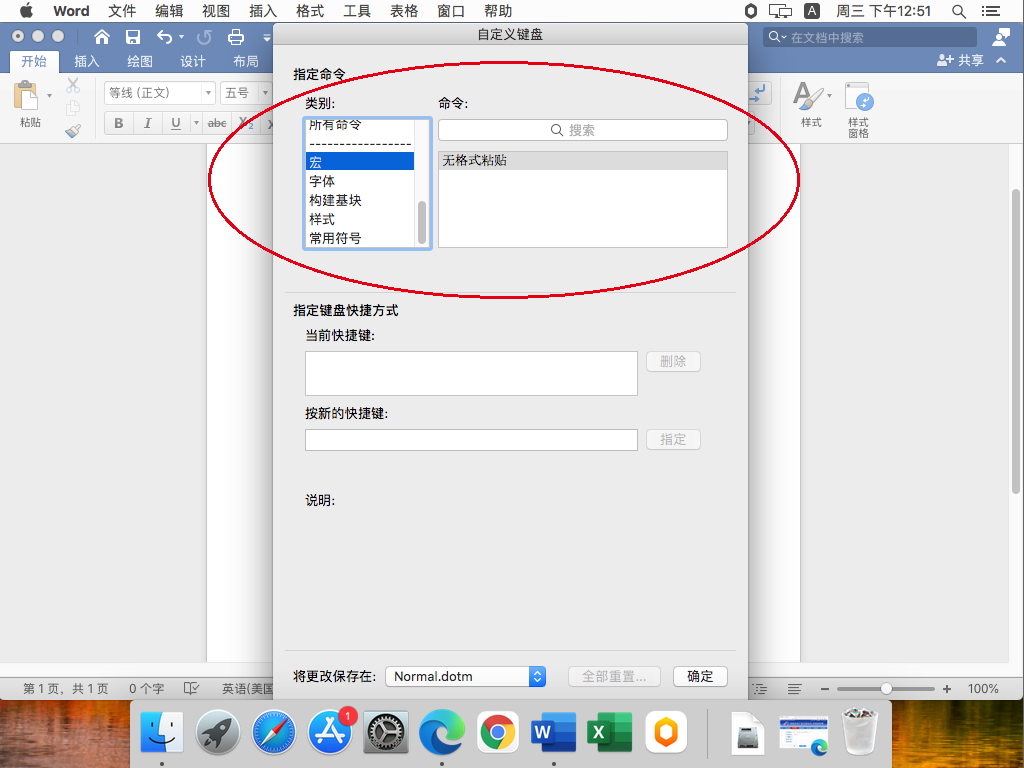 Word 文件 编辑 视图 插入 格式 工具 表格 窗口 帮助 A 周三 下午12:51
自定义键盘
在文档中搜索
开始 插入 绘图 设计 布局
共享
指定命令
类别:
命令:
等线 (正文) 五号
所有命令
搜索
粘贴
B I U abc X2
样式
样式
窗格
-----------------
宏
无格式粘贴
字体
构建基块
样式
常用符号
指定键盘快捷方式
当前快捷键:
删除
按新的快捷键:
指定
说明:
将更改保存在: Normal.dotm 全部重置... 确定
第 1 页，共 1 页 0 个字 英语(美国 100%
1
W X